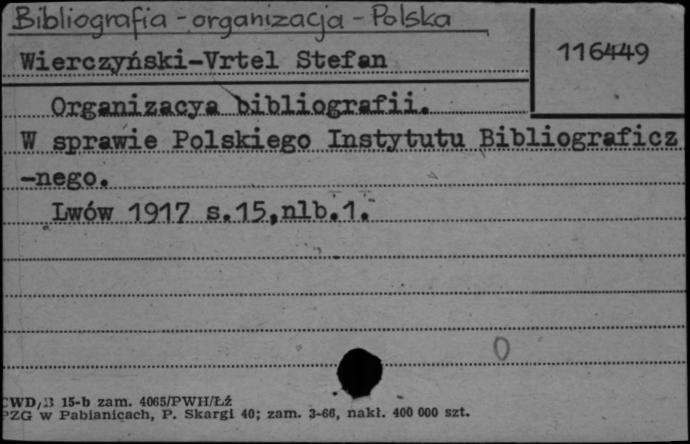 Bibliografia - organizacja - Polska
116449
Wierczyński-Vrtel Stefan
Organizacya bibliografii.
W sprawie Polskiego Instytutu Bibliograficz
-nego.
Lwów 1917 s.15,nlb.1.
0
CWD/B 15-b zam. 4065/PWH/Łź
PZG w Pabianicach, P. Skargi 40; zam. 3-66, nakł. 400 000 szt.